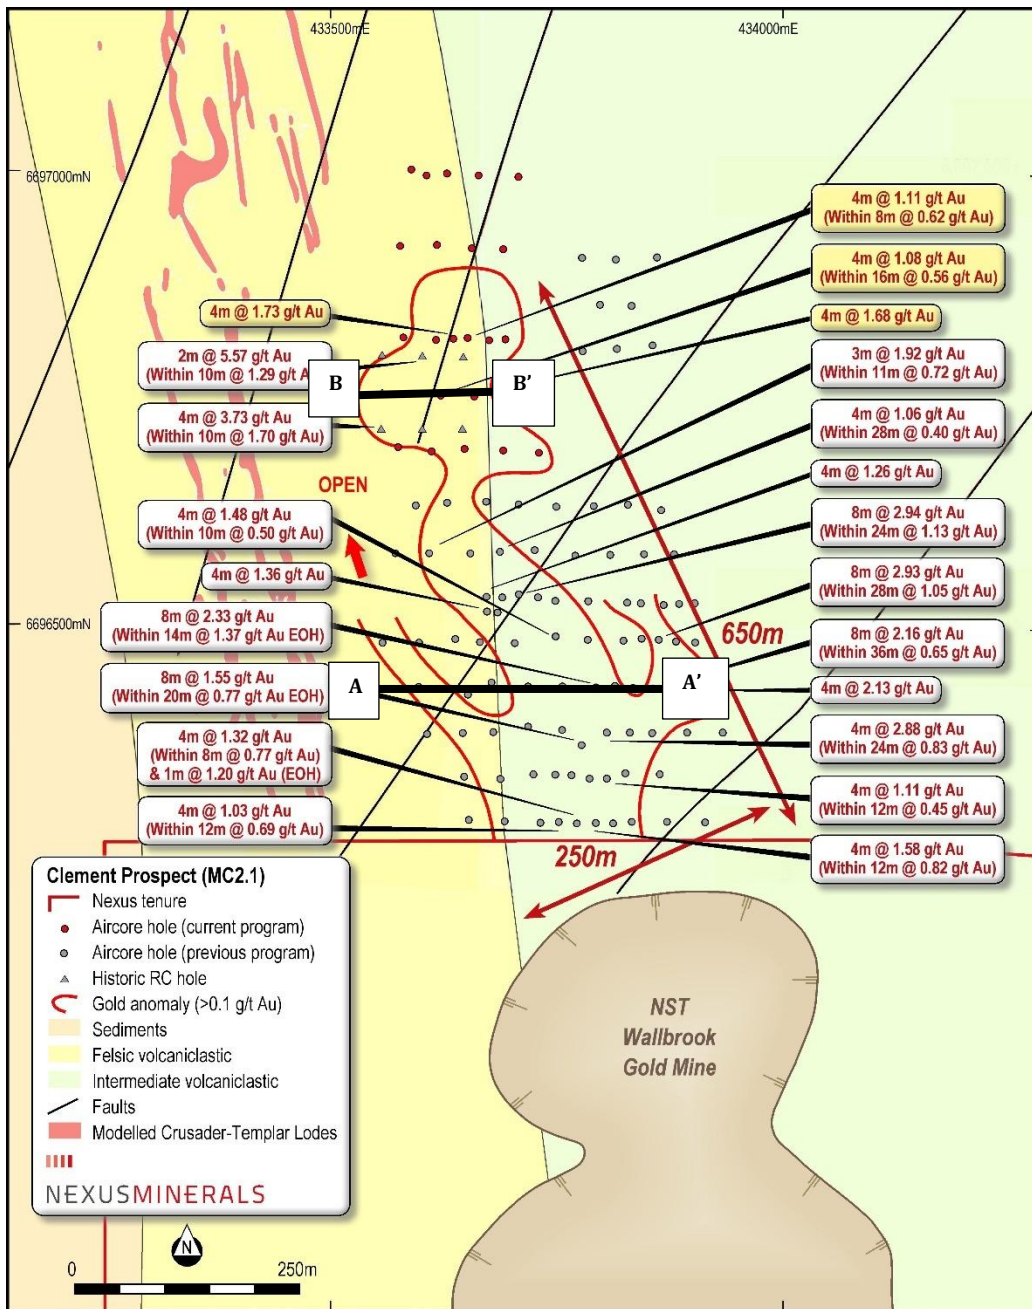 433500mE
434000mE
6697000mN
4m @ 1.11 g/t Au
(Within 8m @ 0.62 g/t Au)
4m @ 1.08 g/t Au
(Within 16m @ 0.56 g/t Au)
4m @ 1.73 g/t Au
4m @ 1.68 g/t Au
2m @ 5.57 g/t Au
(Within 10m @ 1.29 g/t A
B
B’
3m @ 1.92 g/t Au
(Within 11m @ 0.72 g/t Au)
4m @ 3.73 g/t Au
(Within 10m @ 1.70 g/t Au)
4m @ 1.06 g/t Au
(Within 28m @ 0.40 g/t Au)
4m @ 1.26 g/t Au
OPEN
4m @ 1.48 g/t Au
(Within 10m @ 0.50 g/t Au)
8m @ 2.94 g/t Au
(Within 24m @ 1.13 g/t Au)
4m @ 1.36 g/t Au
8m @ 2.93 g/t Au
(Within 28m @ 1.05 g/t Au)
6696500mN
8m @ 2.33 g/t Au
(Within 14m @ 1.37 g/t Au EOH)
650m
8m @ 2.16 g/t Au
(Within 36m @ 0.65 g/t Au)
8m @ 1.55 g/t Au
(Within 20m @ 0.77 g/t Au EOH)
A
A’
4m @ 2.13 g/t Au
4m @ 1.32 g/t Au
(Within 8m @ 0.77 g/t Au)
& 1m @ 1.20 g/t Au (EOH)
4m @ 2.88 g/t Au
(Within 24m @ 0.83 g/t Au)
4m @ 1.03 g/t Au
(Within 12m @ 0.69 g/t Au)
4m @ 1.11 g/t Au
(Within 12m @ 0.45 g/t Au)
250m
4m @ 1.58 g/t Au
(Within 12m @ 0.82 g/t Au)
Clement Prospect (MC2.1)
Nexus tenure
Aircore hole (current program)
Aircore hole (previous program)
Historic RC hole
Gold anomaly (>0.1 g/t Au)
Sediments
Felsic volcaniclastic
Intermediate volcaniclastic
Faults
Modelled Crusader-Templar Lodes
NEXUSMINERALS
NST
Wallbrook
Gold Mine
N
0
250m